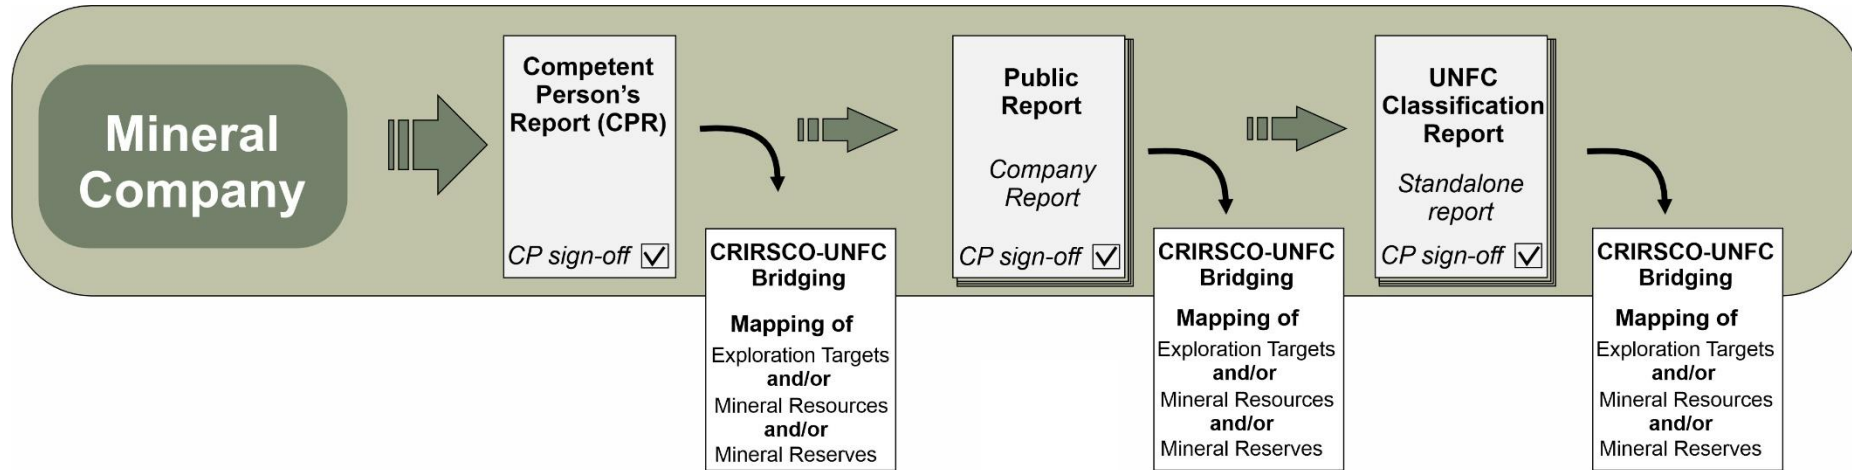 Mineral
Company
Competent
Person’s
Report (CPR)
CP sign-off
CRIRSCO-UNFC
Bridging
Mapping of
Exploration Targets
and/or
Mineral Resources
and/or
Mineral Reserves
Public
Report
Company
Report
CP sign-off
CRIRSCO-UNFC
Bridging
Mapping of
Exploration Targets
and/or
Mineral Resources
and/or
Mineral Reserves
UNFC
Classification
Report
Standalone
report
CP sign-off
CRIRSCO-UNFC
Bridging
Mapping of
Exploration Targets
and/or
Mineral Resources
and/or
Mineral Reserves